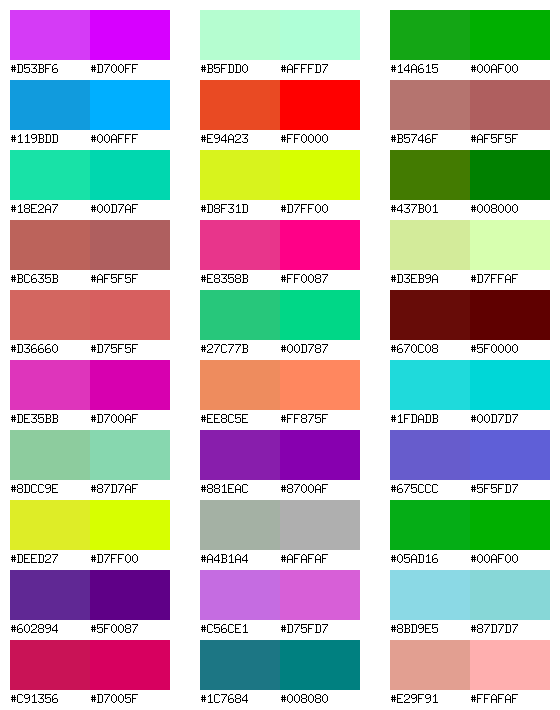 #D53BF6 #D700FF #B5FDD0 #AFFFD7 #14A615 #00AF00
#119BDD #00AFFF #E94A23 #FF0000 #B5746F #AF5F5F
#18E2A7 #00D7AF #D8F31D #D7FF00 #437B01 #008000
#BC635B #AF5F5F #E8358B #FF0087 #D3EB9A #D7FFAF
#D36660 #D75F5F #27C77B #00D787 #670C08 #5F0000
#DE35BB #D700AF #EE8C5E #FF875F #1FDADB #00D7D7
#8DCC9E #87D7AF #881EAC #8700AF #675CCC #5F5FD7
#DEED27 #D7FF00 #A4B1A4 #AFAFAF #05AD16 #00AF00
#602894 #5F0087 #C56CE1 #D75FD7 #8BD9E5 #87D7D7
#C91356 #D7005F #1C7684 #008080 #E29F91 #FFAFAF